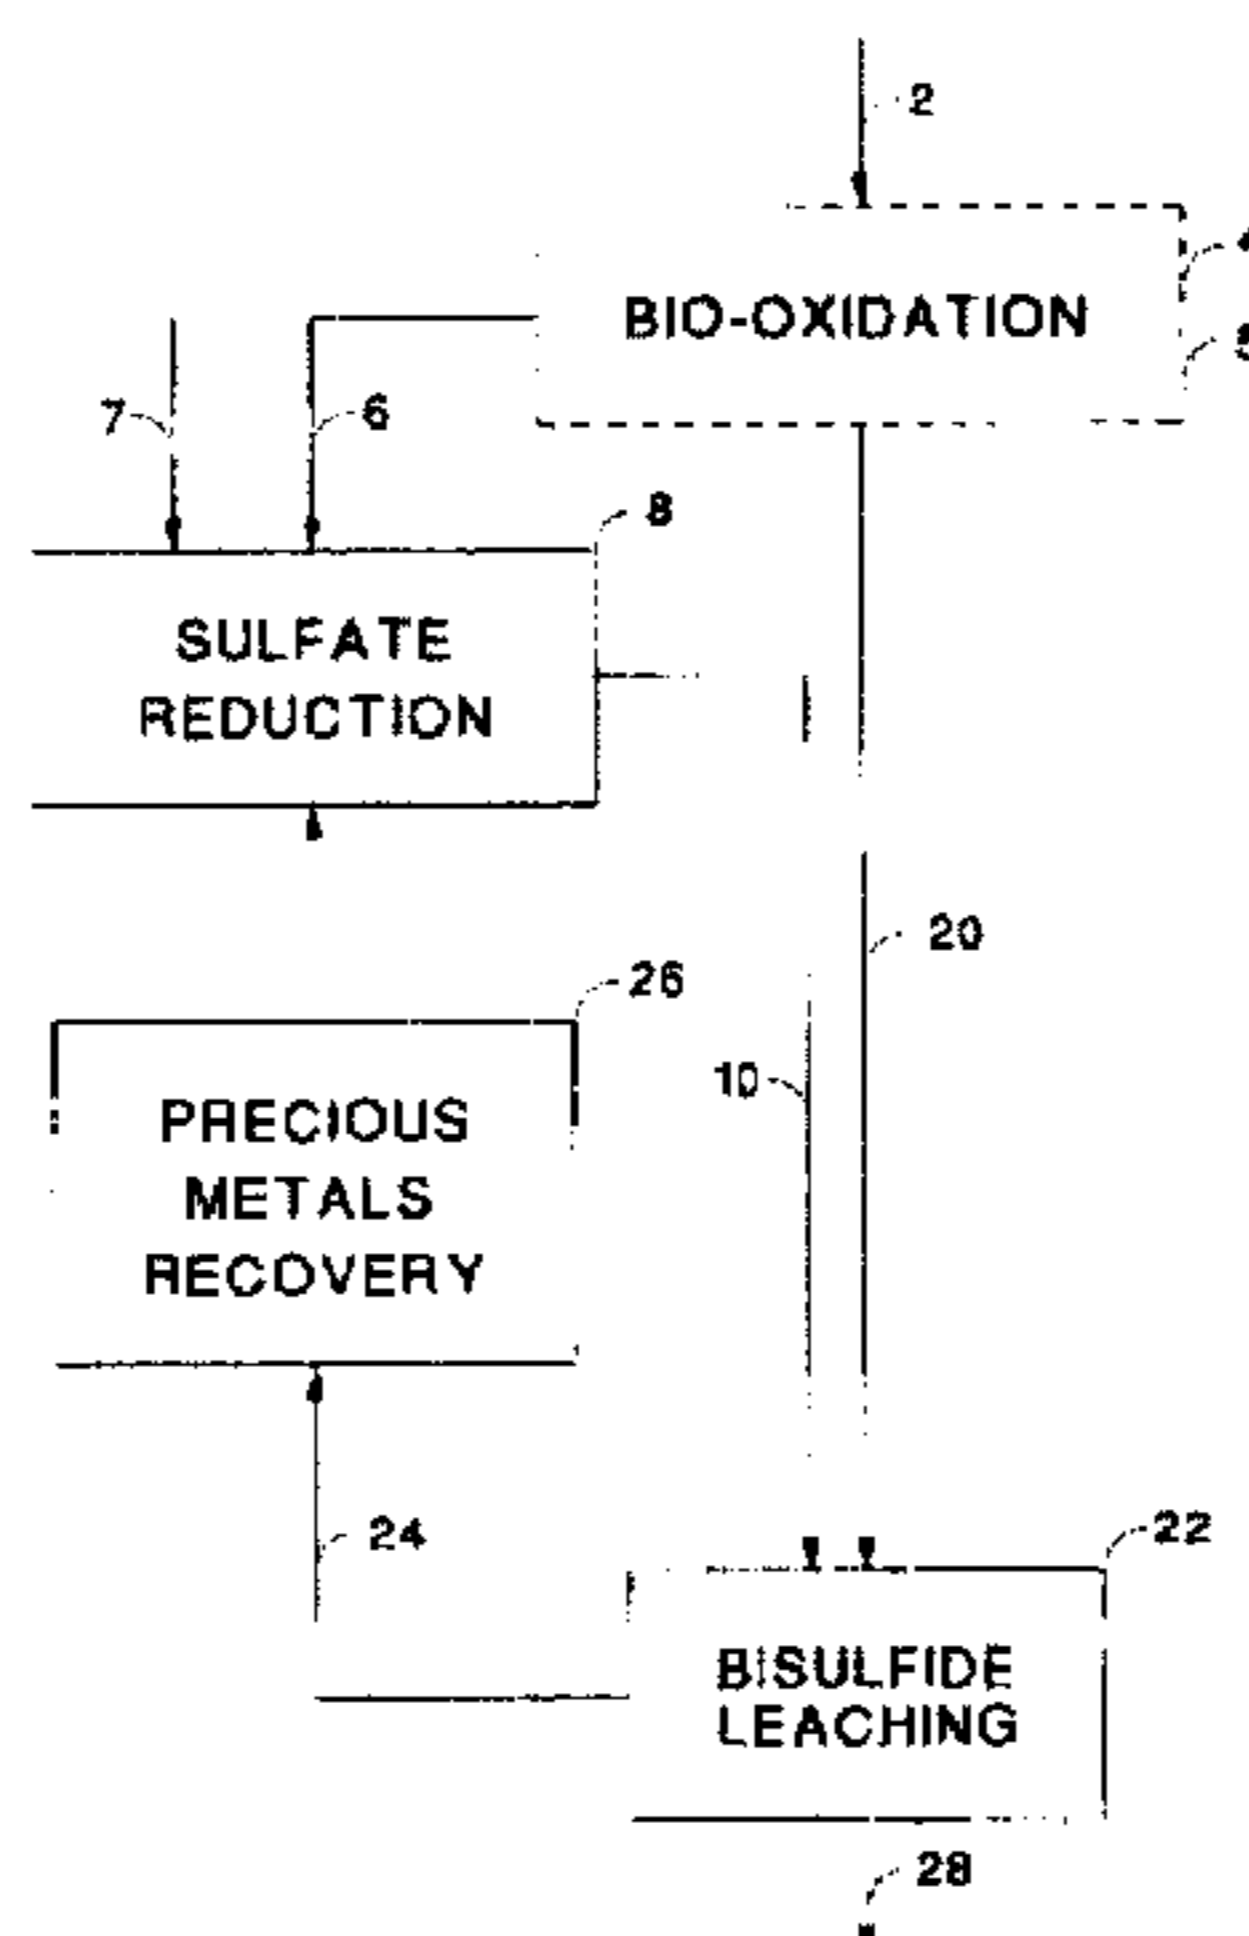 2
BIO-OXIDATION
7
6
8
SULFATE
REDUCTION
20
26
10
PRECIOUS
METALS
RECOVERY
24
22
BISULFIDE
LEACHING
28